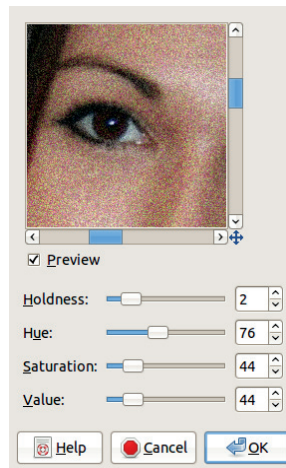 Preview
Holdness: 2
Hue: 76
Saturation: 44
Value: 44
Help Cancel OK